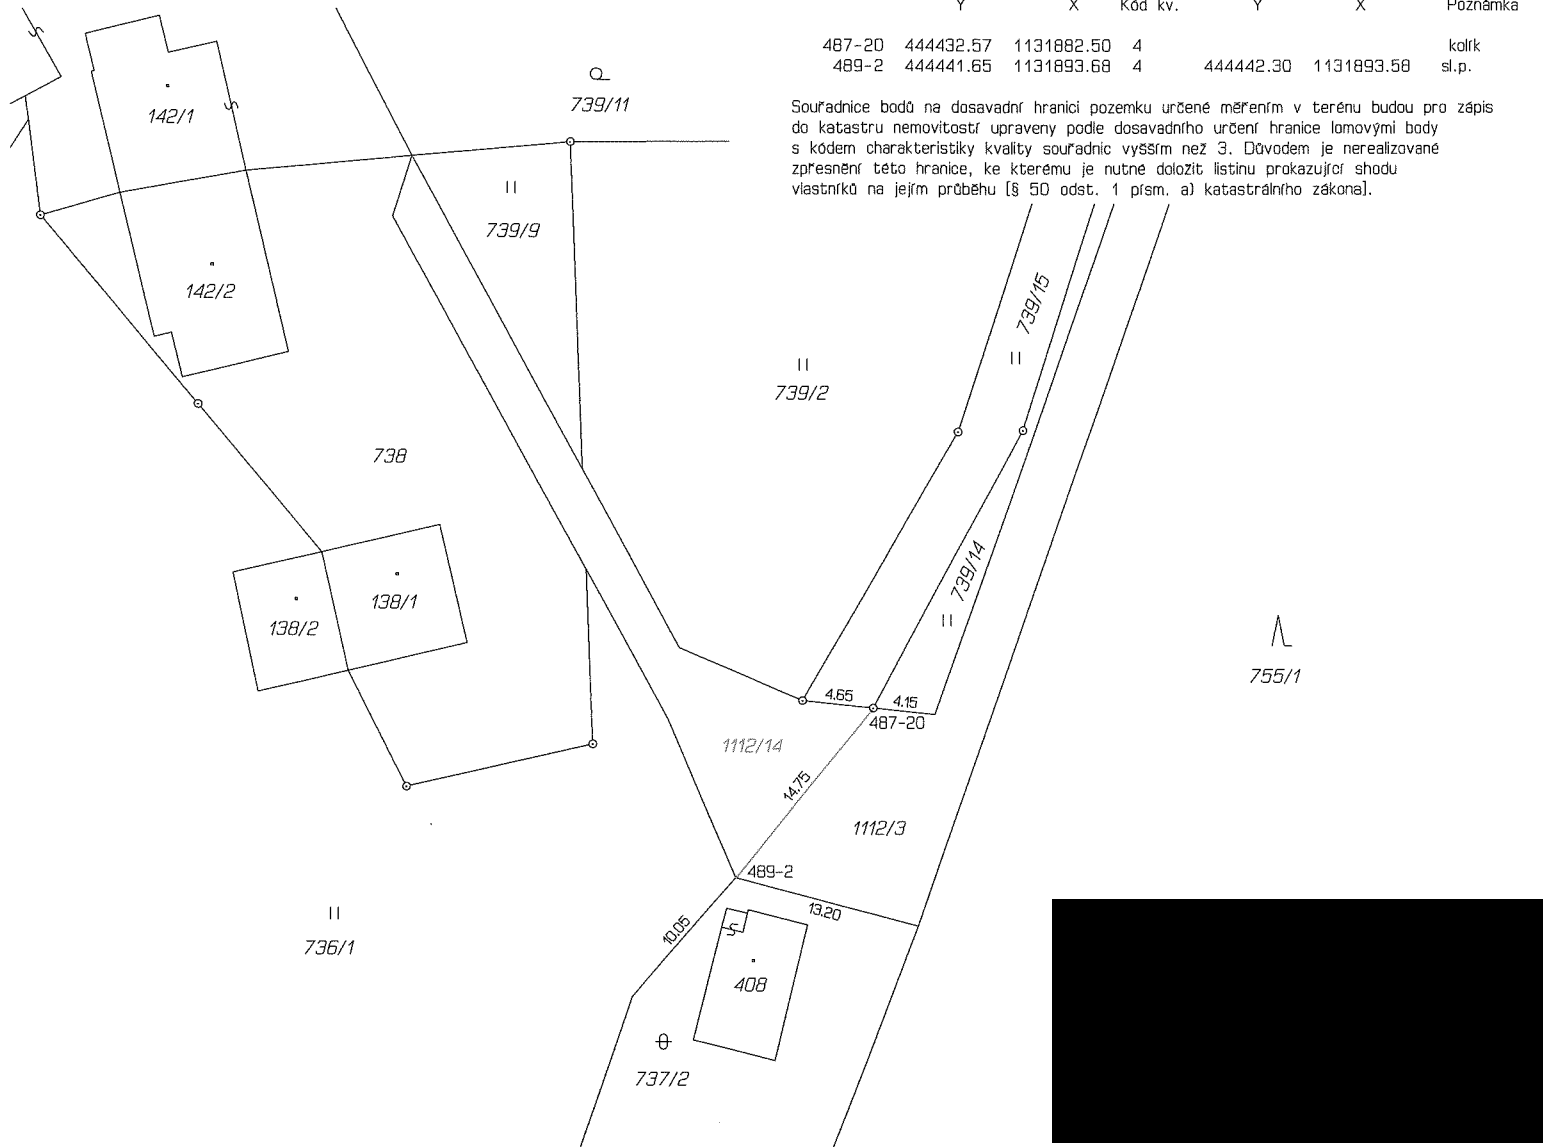 Y X Kód kv. Y X Poznámka
487-20 444432.57 1131882.50 4 kolík
489-2 444441.65 1131893.68 4 444442.30 1131893.58 sl.p.
Souřadnice bodů na dosavadní hranici pozemku určené měřením v terénu budou pro zápis
do katastru nemovitostí upraveny podle dosavadního určení hranice lomovými body
s kódem charakteristiky kvality souřadnic vyšším než 3. Důvodem je nerealizované
zpřesnění této hranice, ke kterému je nutné doložit listinu prokazující shodu
vlastníků na jejím průběhu [§ 50 odst. 1 písm. a) katastrálního zákona].
739/11
142/1
739/9
142/2
739/15
739/2
738
739/14
138/1
138/2
755/1
4.65
4.15
487-20
1112/14
14.75
1112/3
489-2
13.20
10.05
736/1
408
737/2